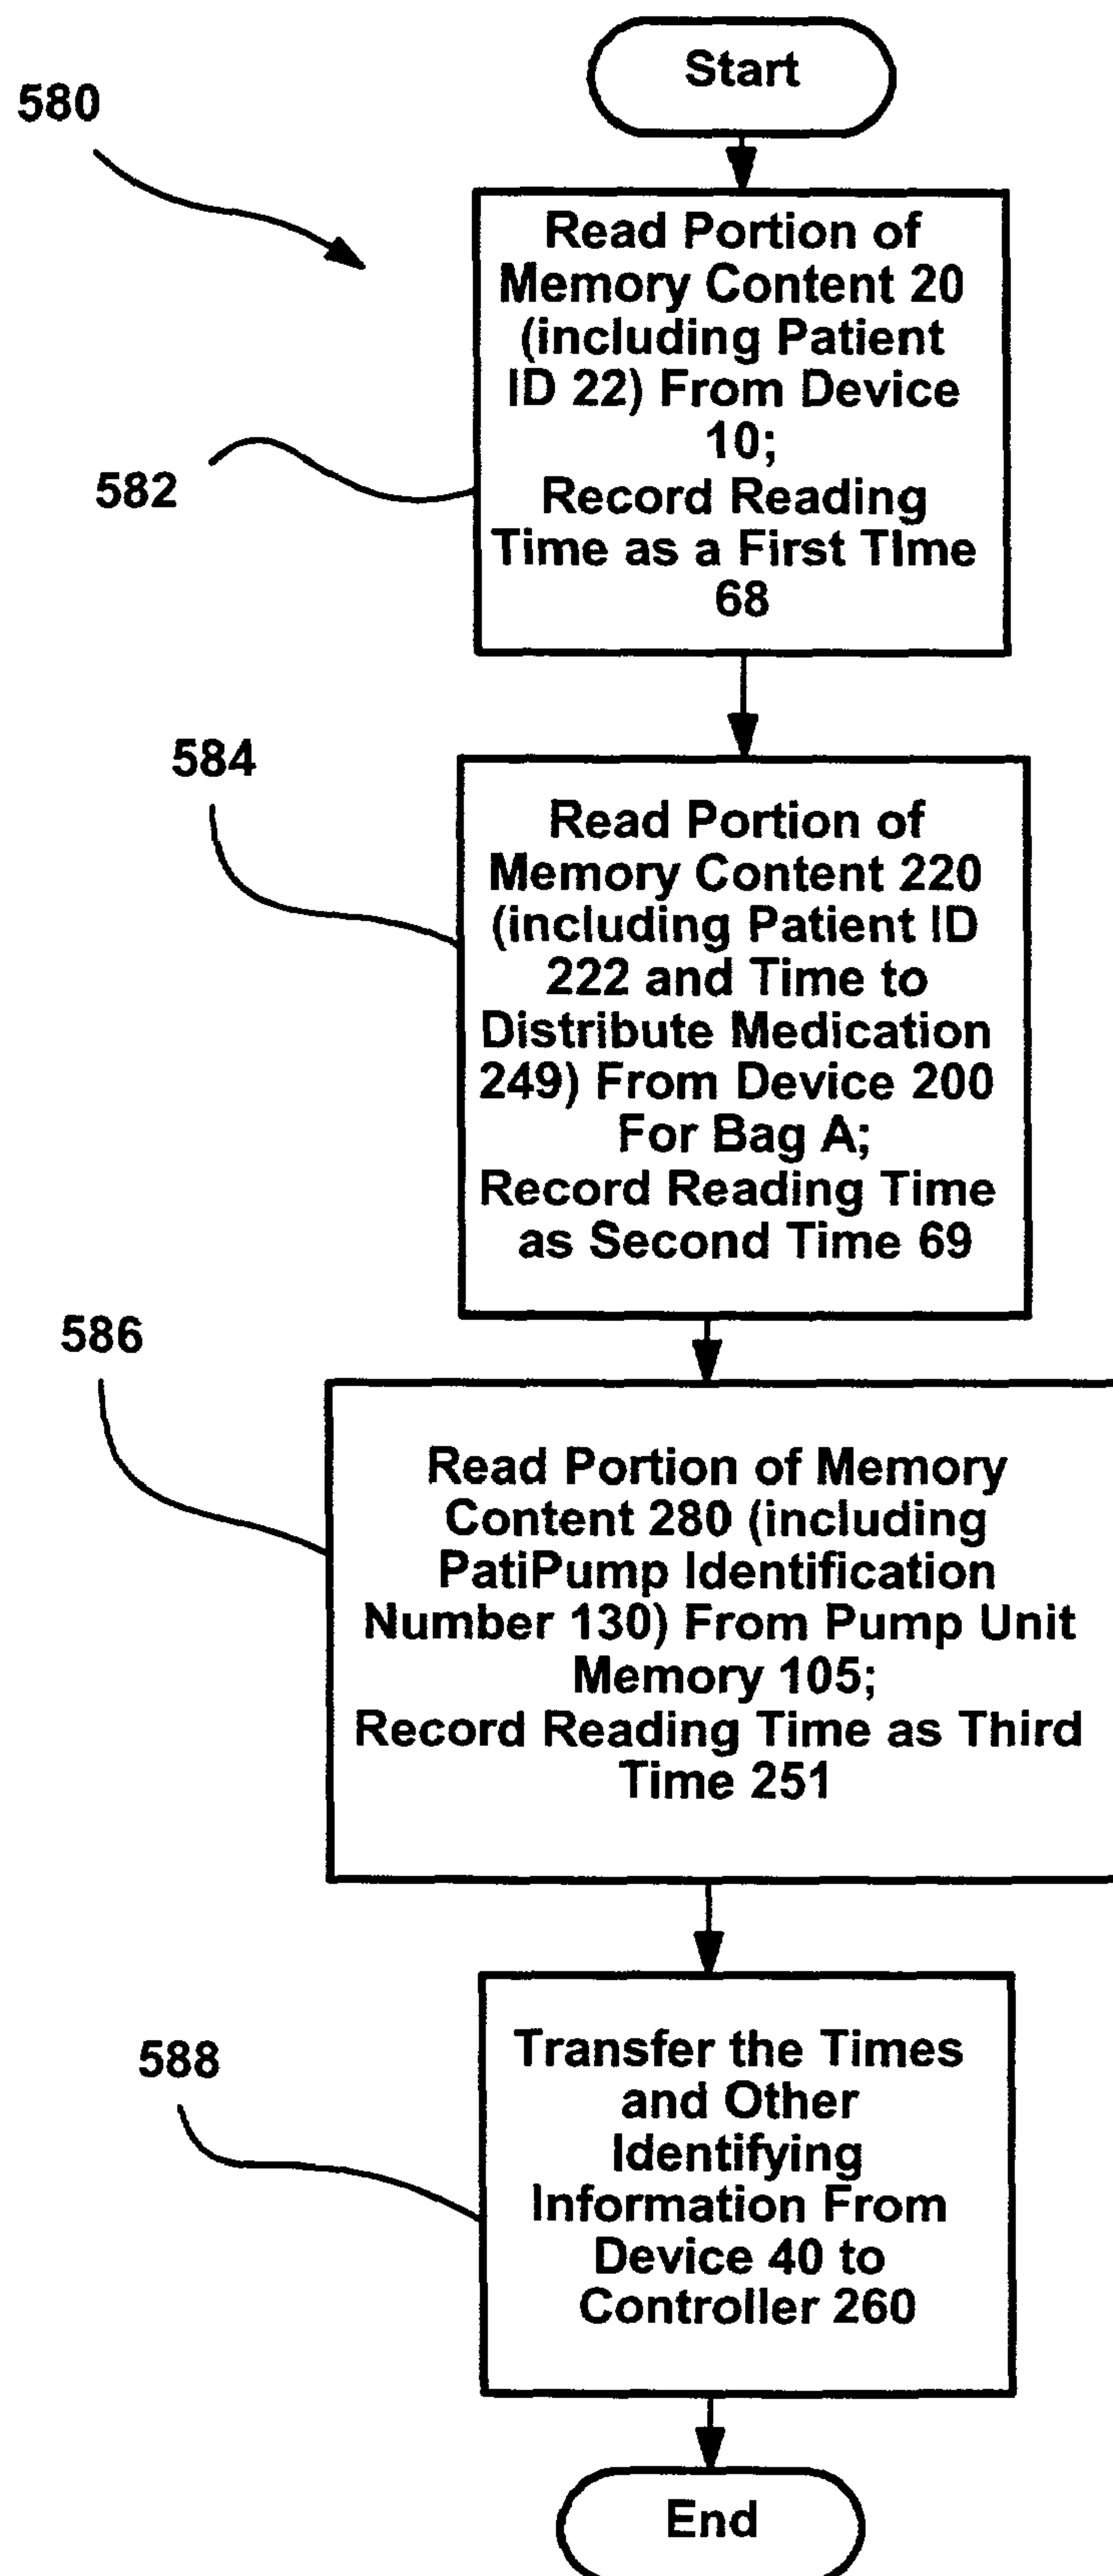 Start
580
Read Portion of
Memory Content 20
(including Patient
ID 22) From Device
10;
Record Reading
Time as a First TIme
68
582
584
Read Portion of
Memory Content 220
(including Patient ID
222 and Time to
Distribute Medication
249) From Device 200
For Bag A;
Record Reading Time
as Second Time 69
586
Read Portion of Memory
Content 280 (including
PatiPump Identification
Number 130) From Pump Unit
Memory 105;
Record Reading Time as Third
Time 251
588
Transfer the Times
and Other
Identifying
Information From
Device 40 to
Controller 260
End